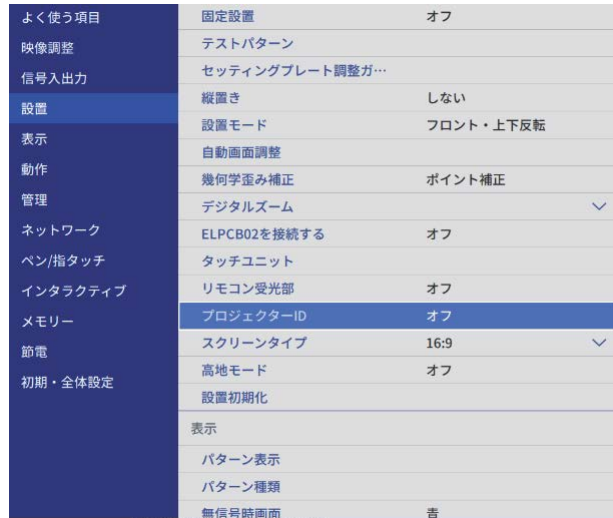 よく使う項目
映像調整
信号入出力
設置
表示
動作
管理
ネットワーク
ペン/指タッチ
インタラクティブ
メモリー
節電
初期・全体設定
固定設置 オフ
テストパターン
セッティングプレート調整ガ…
縦置き しない
設置モード フロント・上下反転
自動画面調整
幾何学歪み補正 ポイント補正
デジタルズーム
ELPCB02を接続する オフ
タッチユニット
リモコン受光部 オフ
プロジェクターID オフ
スクリーンタイプ 16:9
高地モード オフ
設置初期化
表示
パターン表示
パターン種類
無信号時画面 青